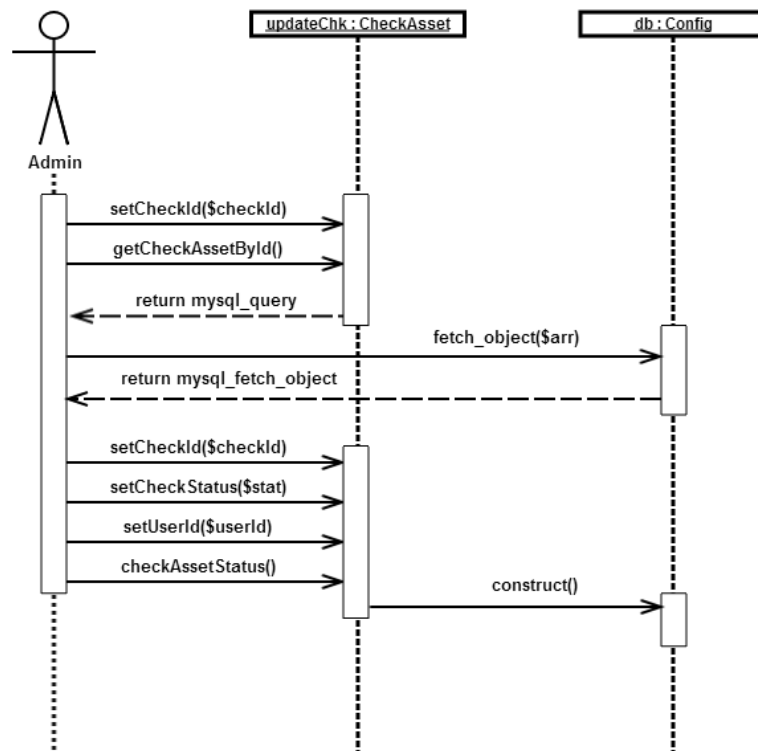 updateChk : CheckAsset
db : Config
Admin
setCheckId($checkId)
getCheckAssetById()
return mysql_query
fetch_object($arr)
return mysql_fetch_object
setCheckId($checkId)
setCheckStatus($stat)
setUserId($userId)
checkAssetStatus()
construct()